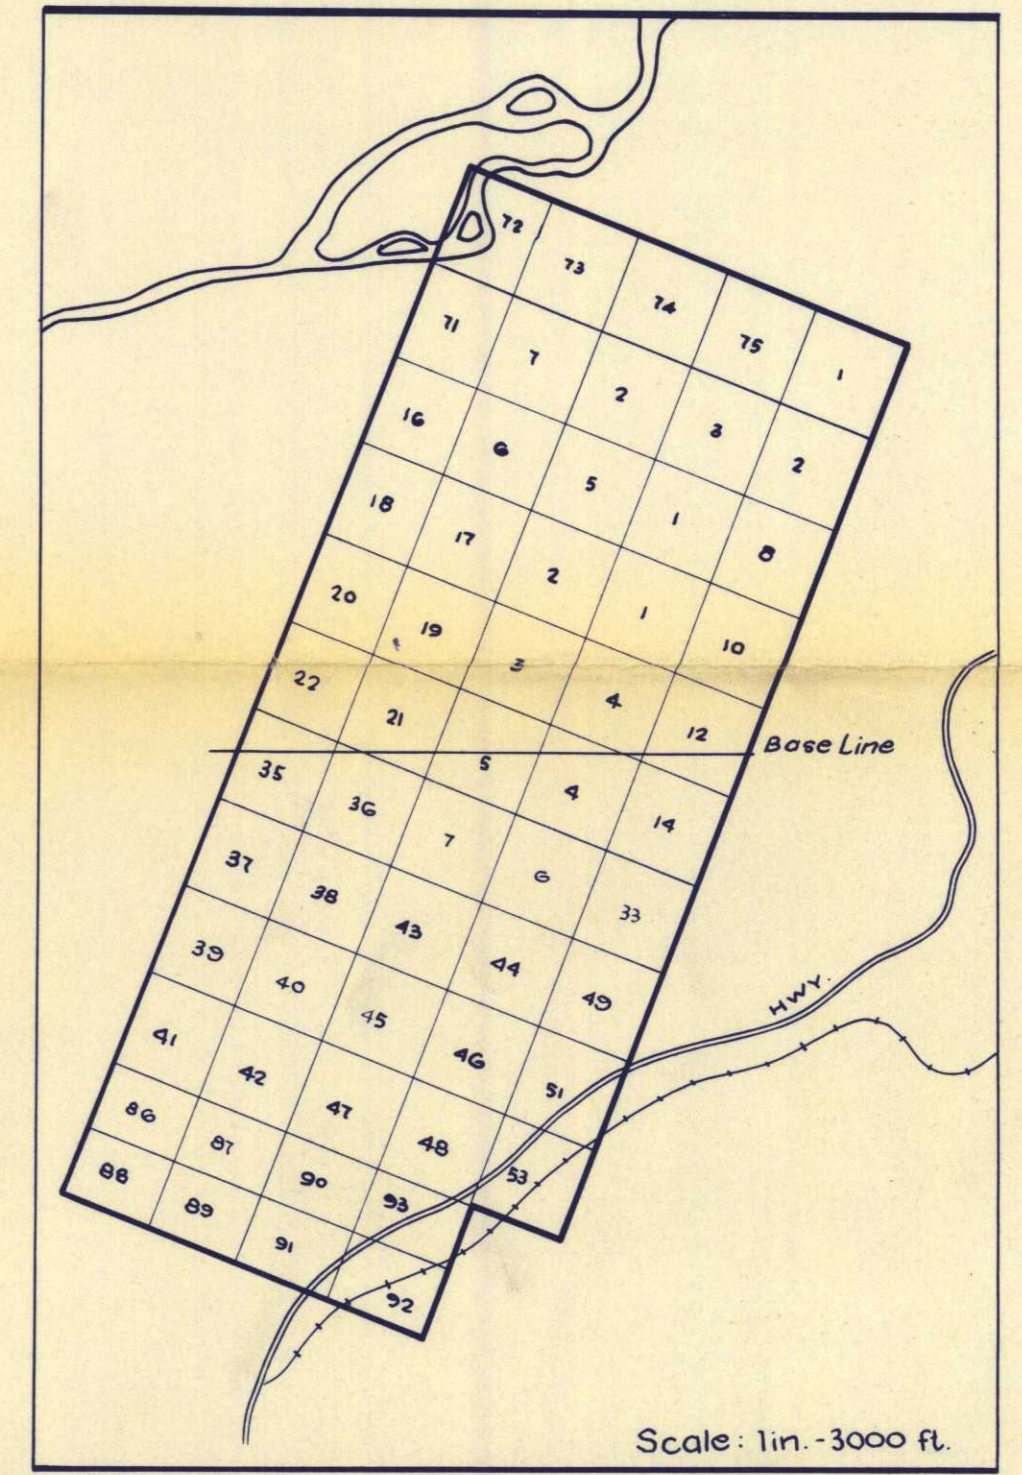 72 73 74 75 1
71 7 2 3 2
16 6 5 1 8
18 17 2 1 10
20 19 3 4 12
22 21 5 4 14
Base Line
35 36 7 6 33
37 38 43 44 49
39 40 45 46 51
HWY.
41 42 47 48 53
86 87 90 93
88 89 91 92
Scale: 1in.-3000 ft.